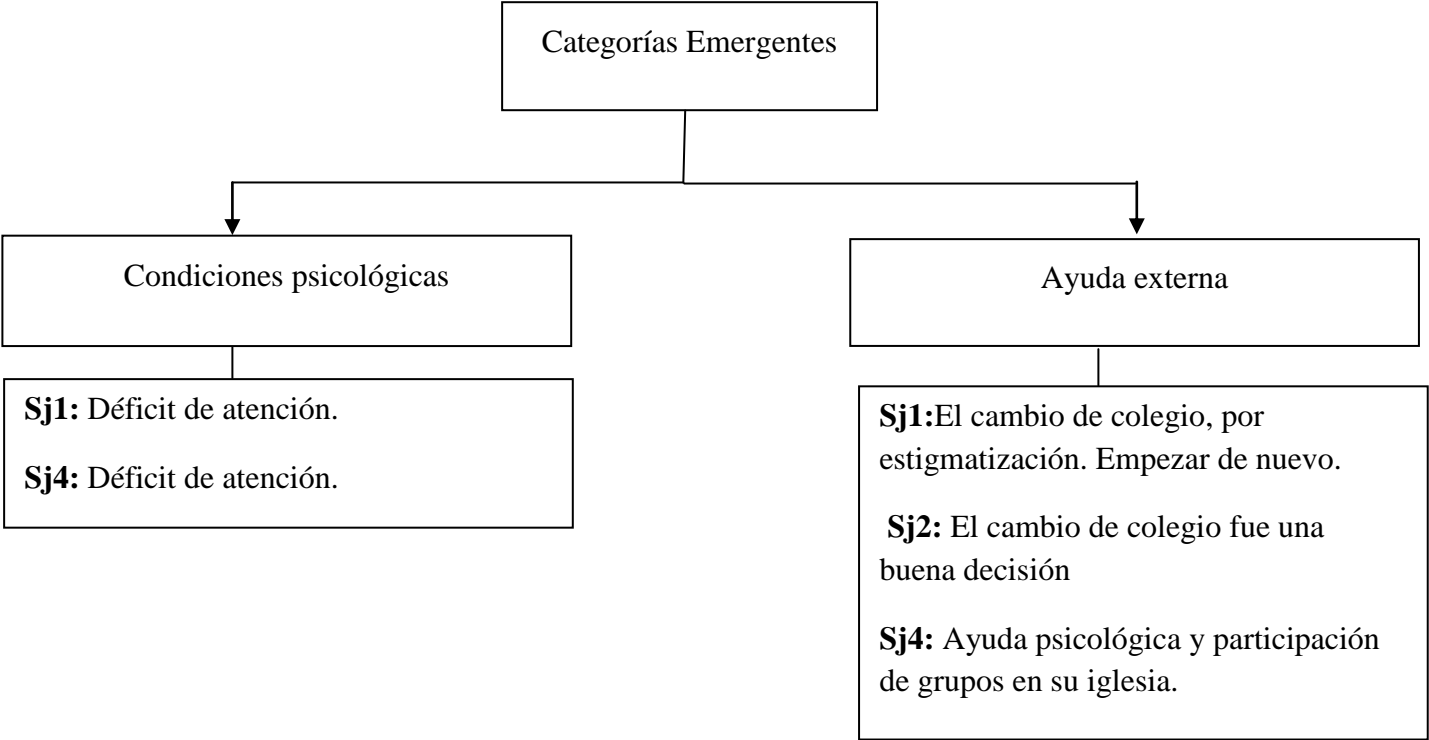 Categorías Emergentes
Condiciones psicológicas
Ayuda externa
Sj1: Déficit de atención.
Sj4: Déficit de atención.
Sj1:El cambio de colegio, por
estigmatización. Empezar de nuevo.
Sj2: El cambio de colegio fue una
buena decisión
Sj4: Ayuda psicológica y participación
de grupos en su iglesia.